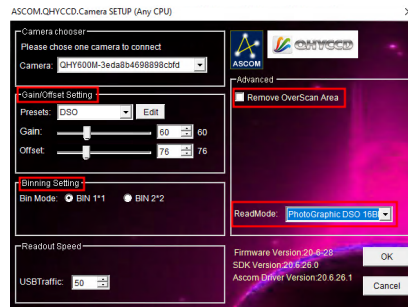 ASCOM.QHYCCD.Camera SETUP (Any CPU)
Camera chooser
Please chose one camera to connect
Camera: QHY600M-3eda8b4698898cbfd
ASCOM
QHYCCD
Gain/Offset Setting
Presets: DSO Edit
Gain: 60 60
Offset: 76 76
Advanced
Remove OverScan Area
Binning Setting
Bin Mode: BIN 1*1 BIN 2*2
ReadMode: PhotoGraphic DSO 16B
Readout Speed
USBTraffic: 50
Firmware Version:20-6-28
SDK Version:20.6.26.0
Ascom Driver Version:20.6.26.1
OK
Cancel